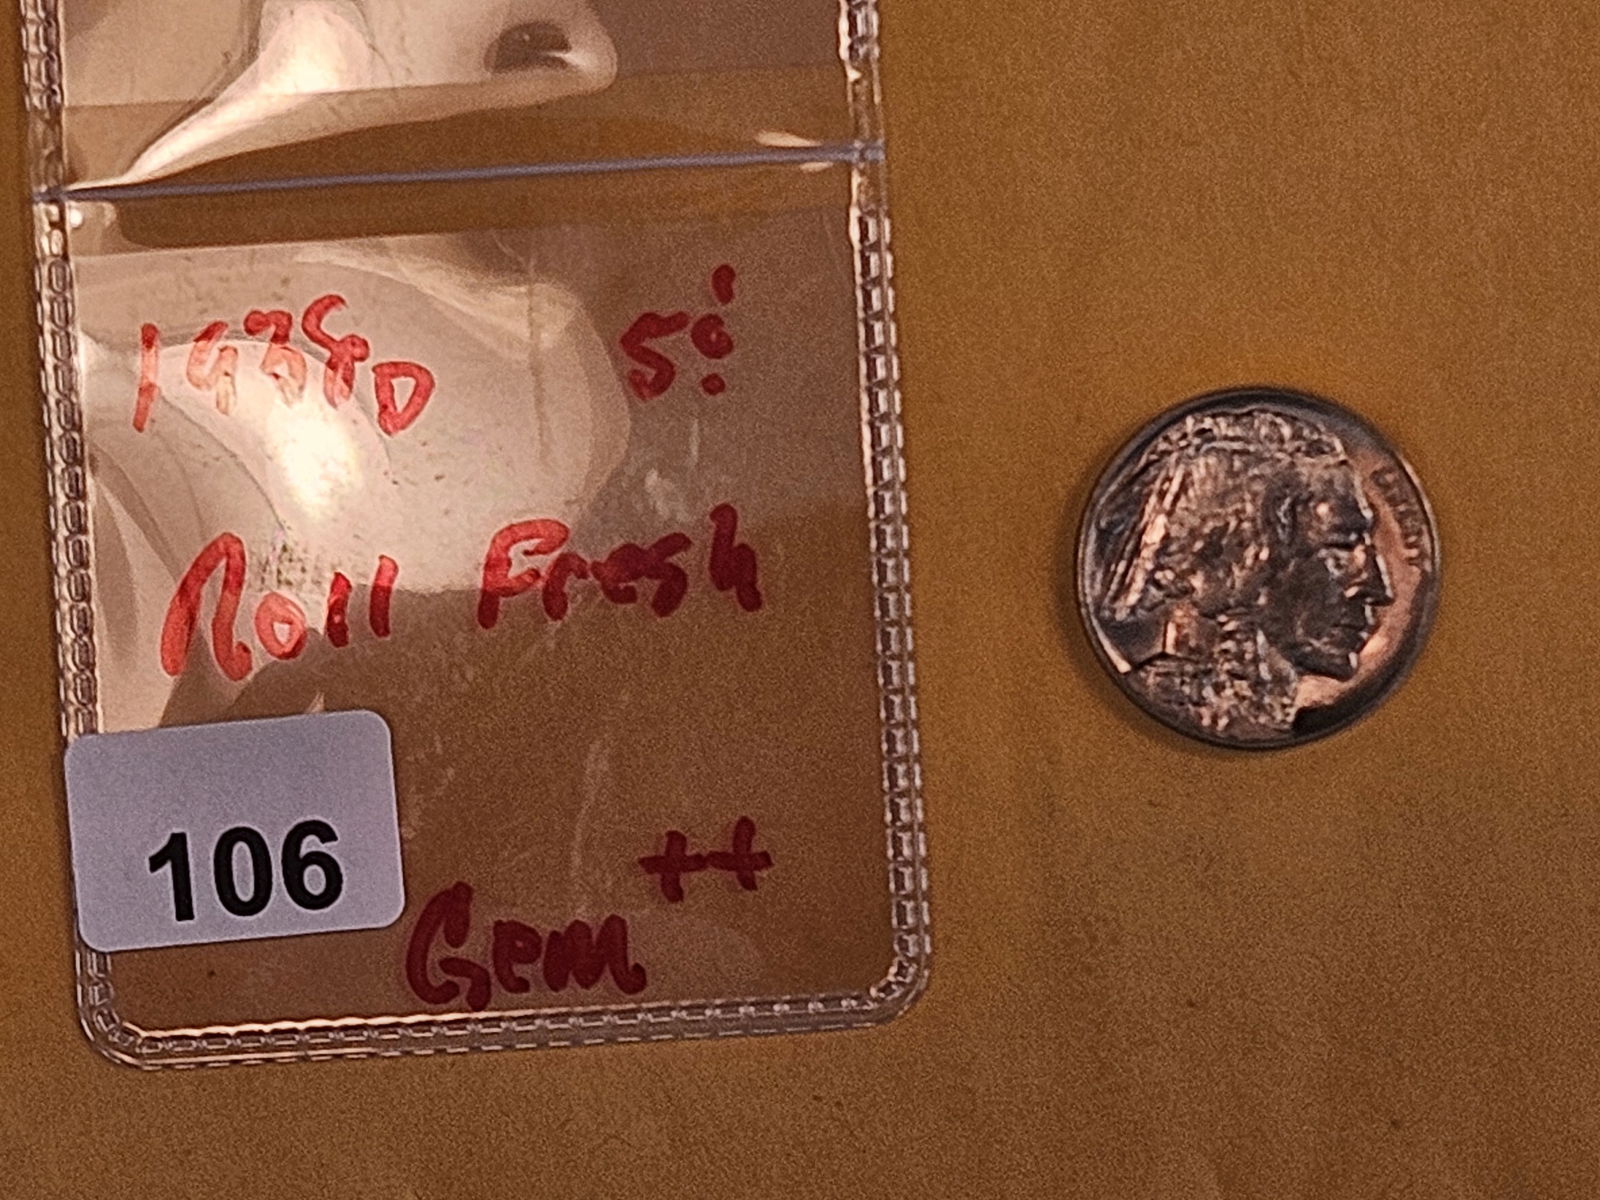 1938D 5¢
Roll Fresh
106
++
Gem
LIBERTY